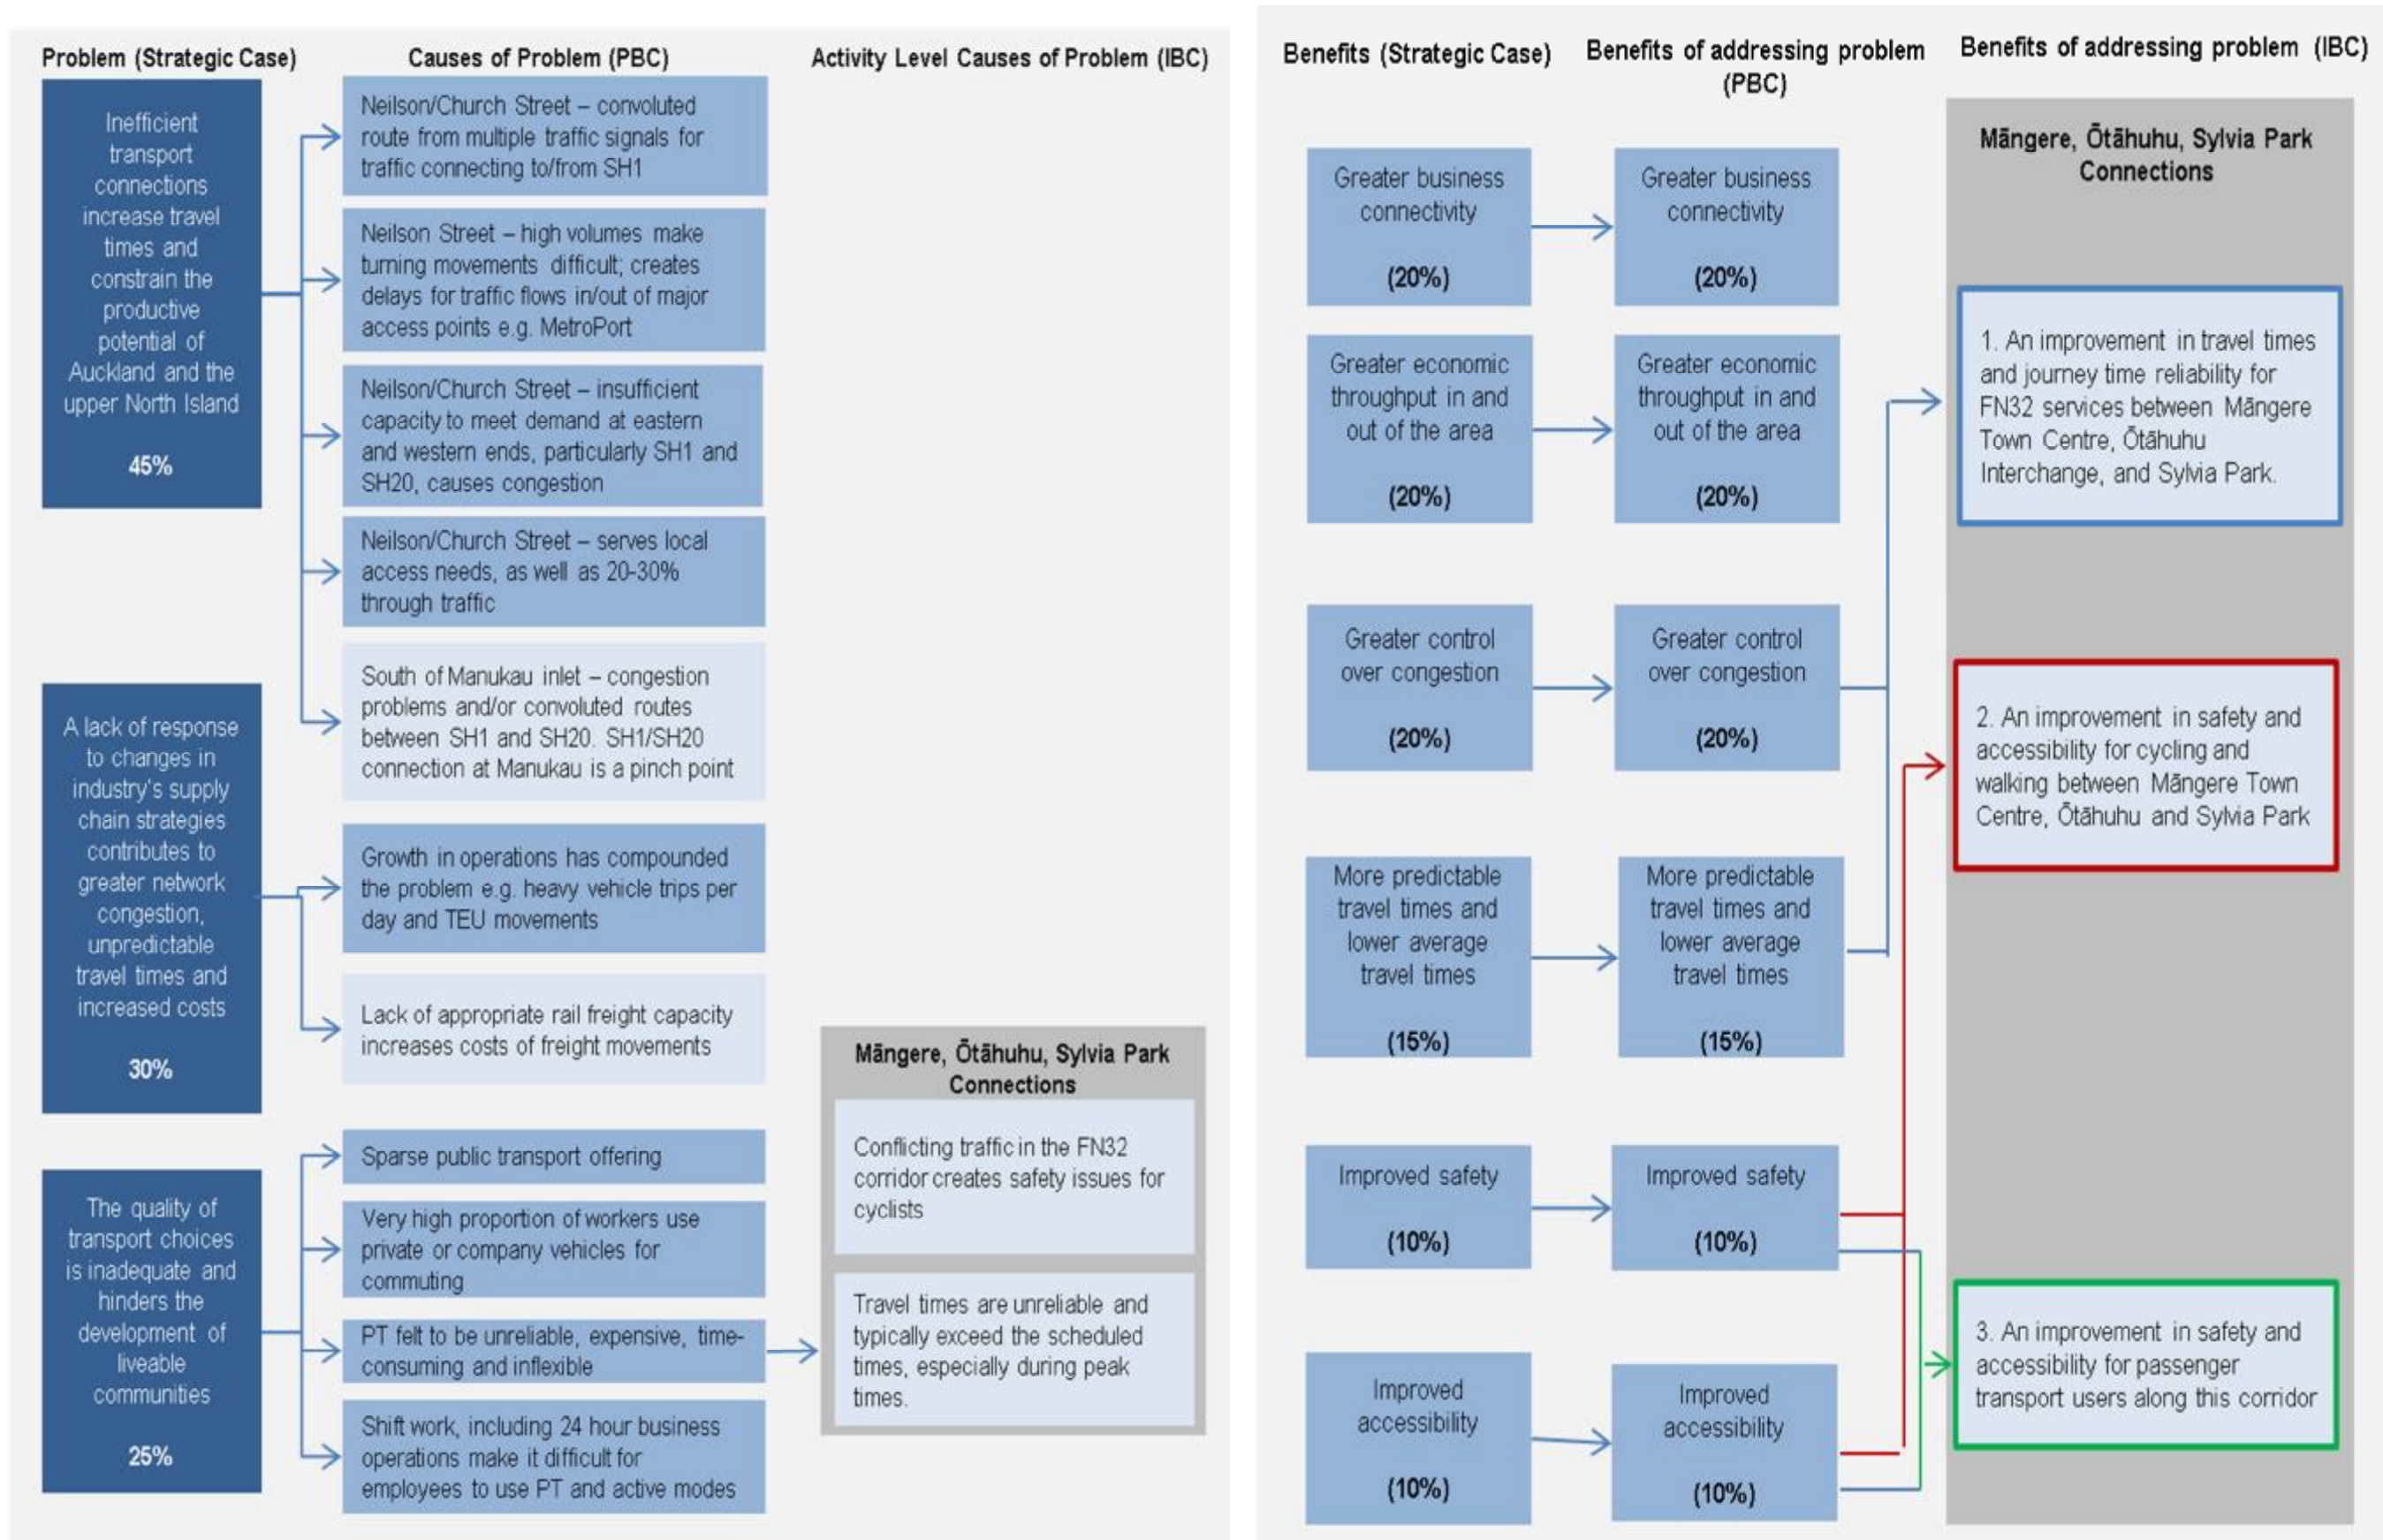 Problem (Strategic Case)
Causes of Problem (PBC)
Activity Level Causes of Problem (IBC)
Inefficient
transport
connections
increase travel
times and
constrain the
productive
potential of
Auckland and the
upper North Island
45%
Neilson/Church Street – convoluted
route from multiple traffic signals for
traffic connecting to/from SH1
Neilson Street – high volumes make
turning movements difficult; creates
delays for traffic flows in/out of major
access points e.g. MetroPort
Neilson/Church Street – insufficient
capacity to meet demand at eastern
and western ends, particularly SH1 and
SH20, causes congestion
Neilson/Church Street – serves local
access needs, as well as 20-30%
through traffic
South of Manukau inlet – congestion
problems and/or convoluted routes
between SH1 and SH20. SH1/SH20
connection at Manukau is a pinch point
A lack of response
to changes in
industry's supply
chain strategies
contributes to
greater network
congestion,
unpredictable
travel times and
increased costs
30%
Growth in operations has compounded
the problem e.g. heavy vehicle trips per
day and TEU movements
Lack of appropriate rail freight capacity
increases costs of freight movements
The quality of
transport choices
is inadequate and
hinders the
development of
liveable
communities
25%
Sparse public transport offering
Very high proportion of workers use
private or company vehicles for
commuting
PT felt to be unreliable, expensive, time-
consuming and inflexible
Shift work, including 24 hour business
operations make it difficult for
employees to use PT and active modes
Māngere, Ōtāhuhu, Sylvia Park
Connections
Conflicting traffic in the FN32
corridor creates safety issues for
cyclists
Travel times are unreliable and
typically exceed the scheduled
times, especially during peak
times.
Benefits (Strategic Case)
Benefits of addressing problem
(PBC)
Benefits of addressing problem (IBC)
Greater business
connectivity
(20%)
Greater business
connectivity
(20%)
Greater economic
throughput in and
out of the area
(20%)
Greater economic
throughput in and
out of the area
(20%)
Greater control
over congestion
(20%)
Greater control
over congestion
(20%)
More predictable
travel times and
lower average
travel times
(15%)
More predictable
travel times and
lower average
travel times
(15%)
Improved safety
(10%)
Improved safety
(10%)
Improved
accessibility
(10%)
Improved
accessibility
(10%)
Māngere, Ōtāhuhu, Sylvia Park
Connections
1. An improvement in travel times
and journey time reliability for
FN32 services between Māngere
Town Centre, Ōtāhuhu
Interchange, and Sylvia Park.
2. An improvement in safety and
accessibility for cycling and
walking between Māngere Town
Centre, Ōtāhuhu and Sylvia Park
3. An improvement in safety and
accessibility for passenger
transport users along this corridor